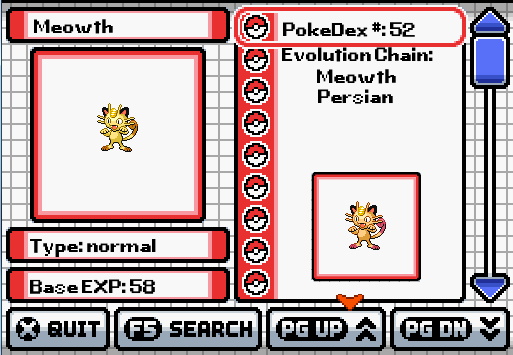 Meowth
PokeDex #: 52
Evolution Chain:
Meowth
Persian
Type: normal
Base EXP: 58
X QUIT
F5 SEARCH
PG UP
PG DN